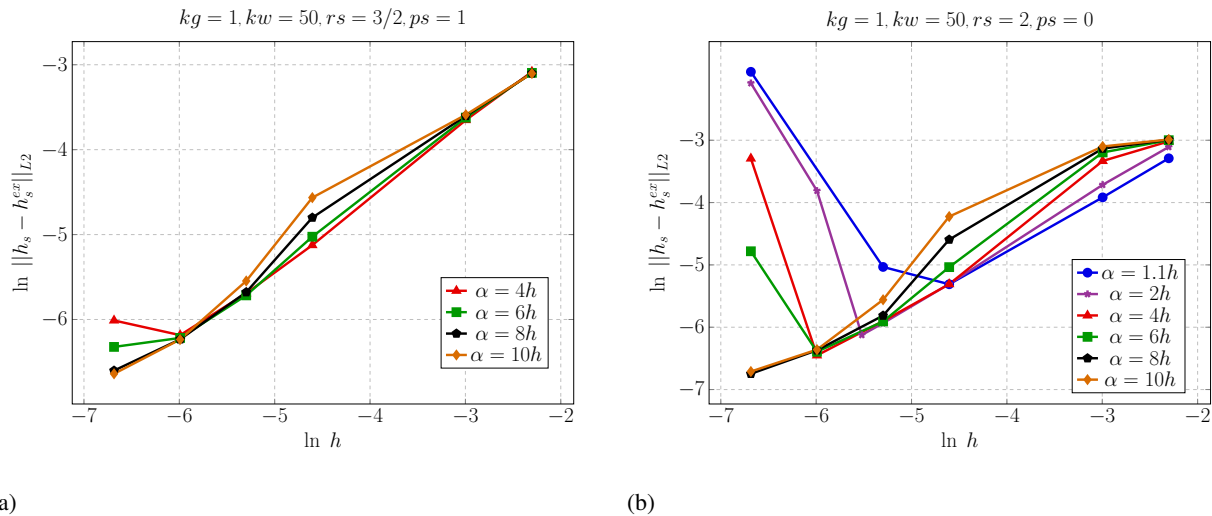 kg = 1, kw = 50, rs = 3/2, ps = 1
−3
−4
−5
−6
−7
−6
−5
−4
−3
−2
ln h
ln ||h_s − h_s^{ex}||_{L2}
α = 4h
α = 6h
α = 8h
α = 10h
a)
kg = 1, kw = 50, rs = 2, ps = 0
−3
−4
−5
−6
−7
−7
−6
−5
−4
−3
−2
ln h
ln ||h_s − h_s^{ex}||_{L2}
α = 1.1h
α = 2h
α = 4h
α = 6h
α = 8h
α = 10h
(b)